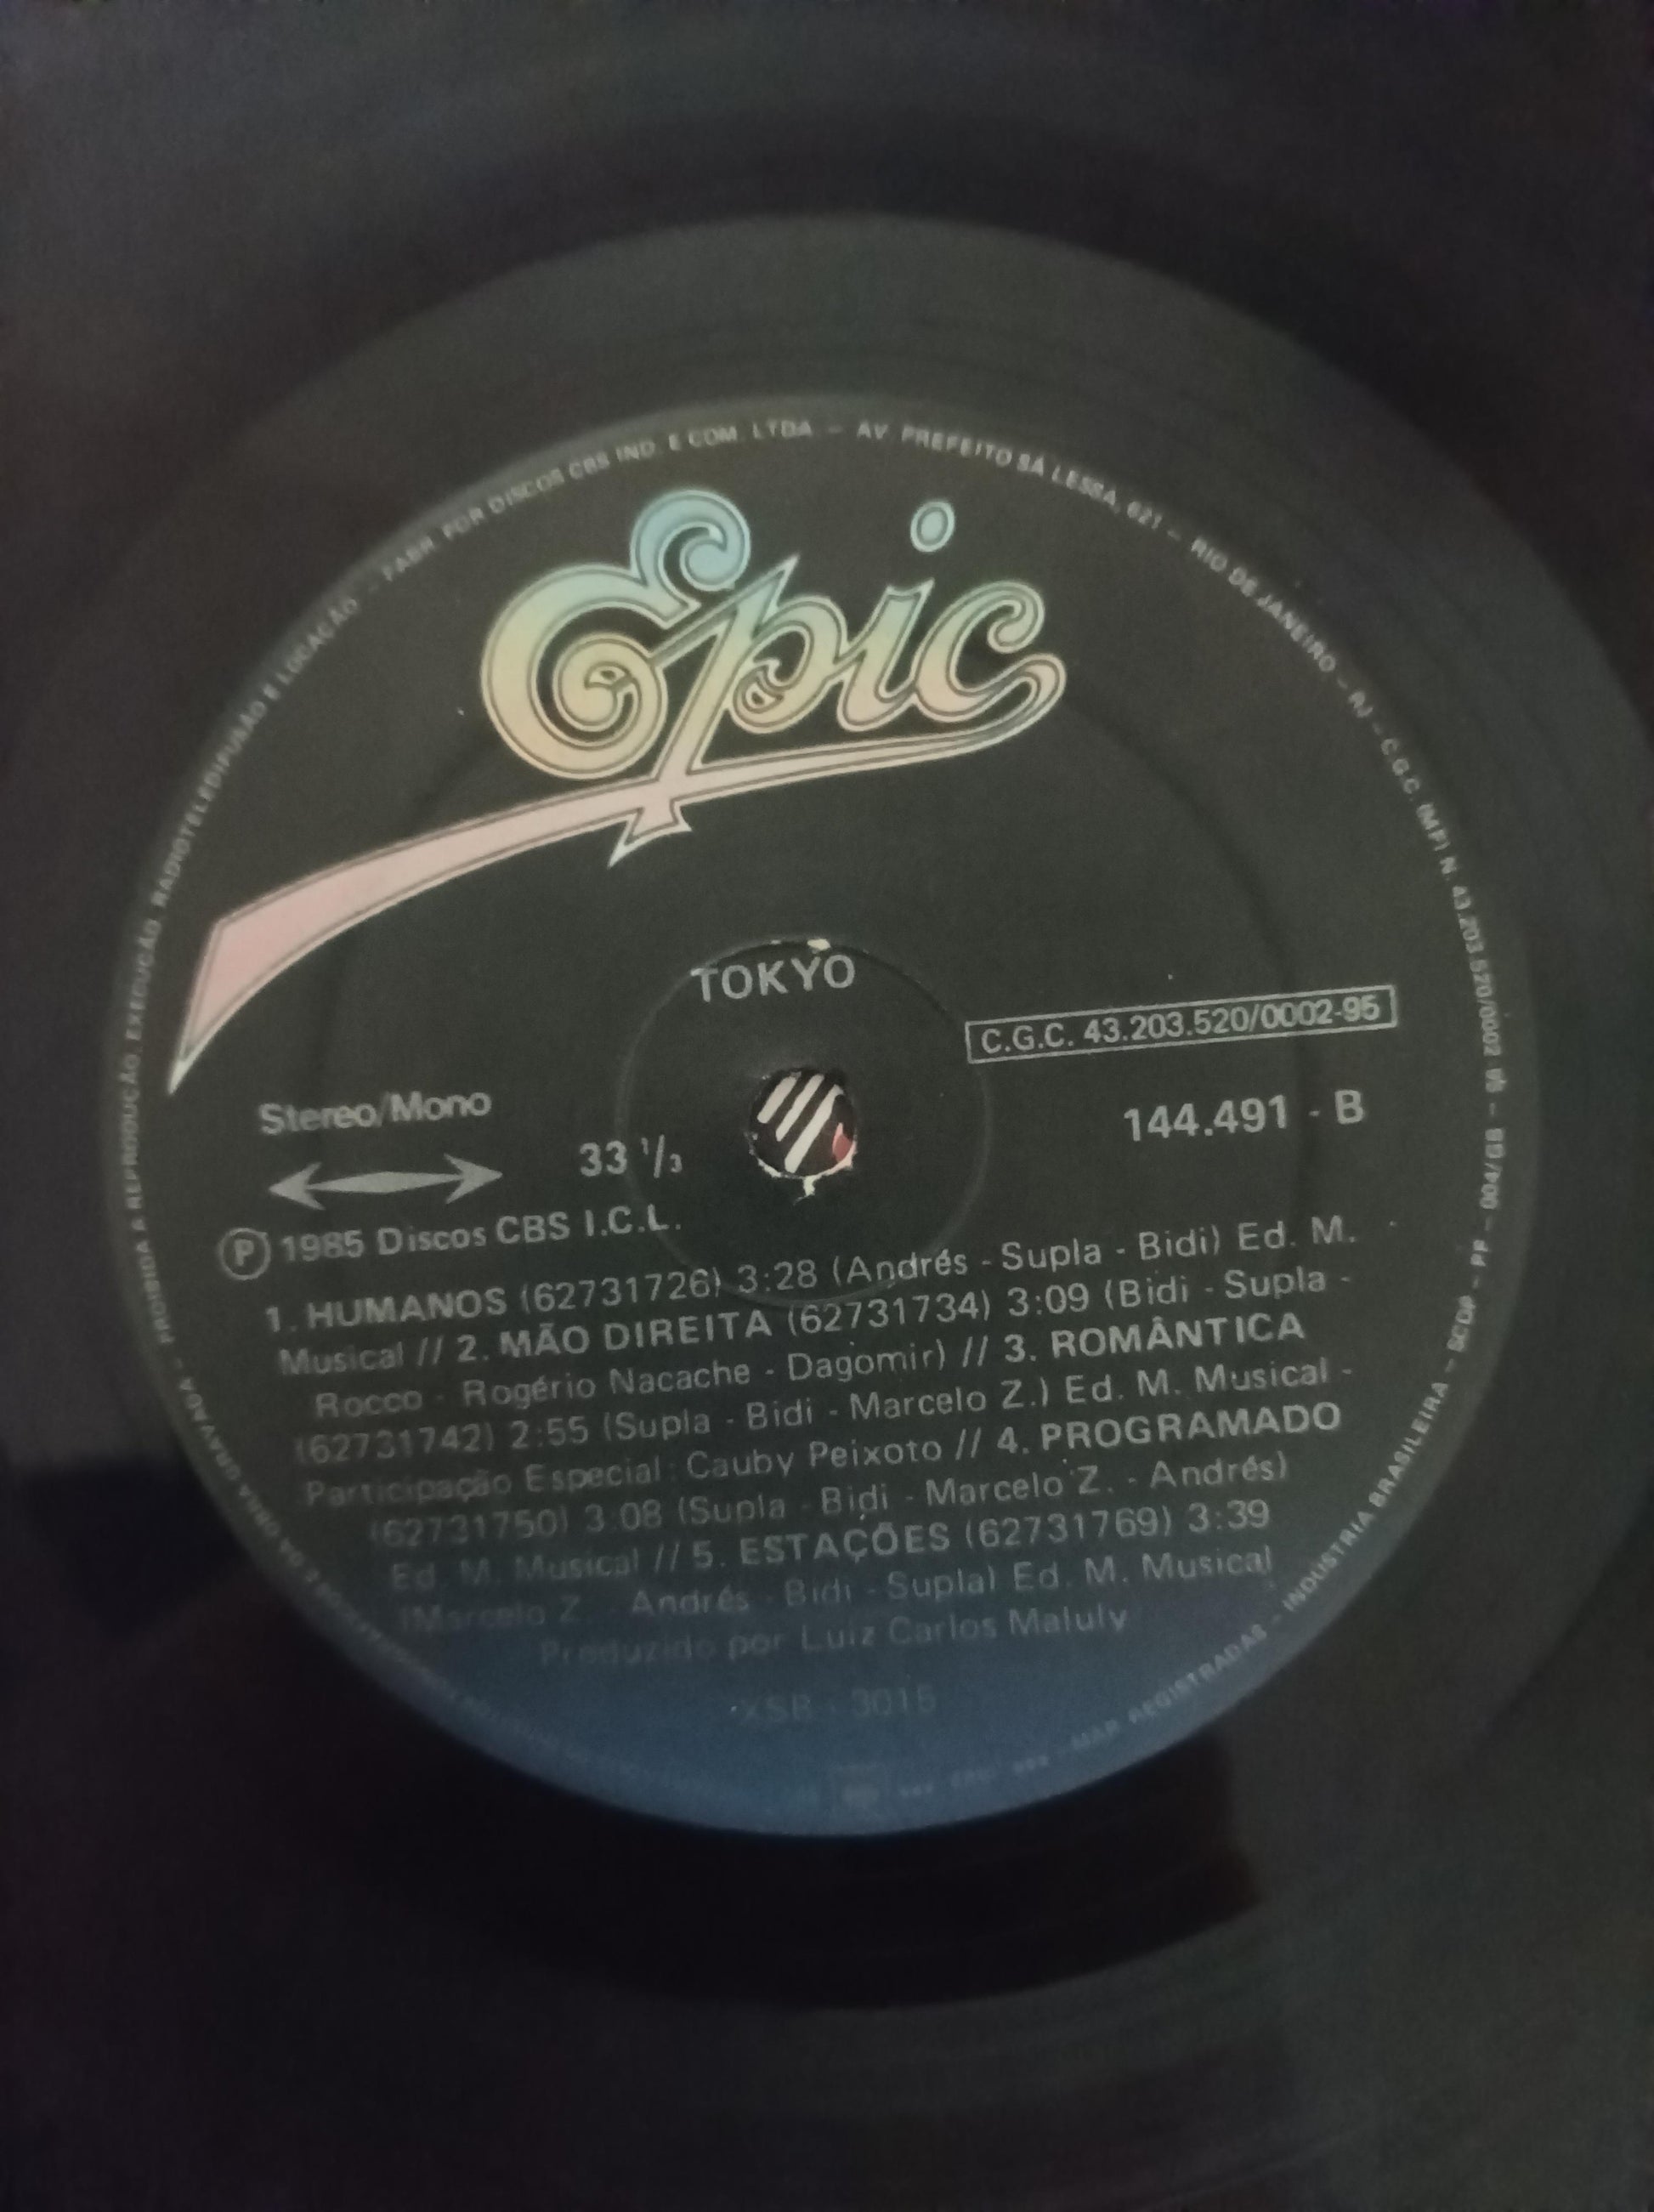 FABR. POR DISCOS CBS IND. E COM. LTDA. — AV. PREFEITO SÁ LESSA, 621 — RIO DE JANEIRO — RJ — C.G.C. (MF) N. 43.203.520/0002 95 — SCDP — PF — INDÚSTRIA BRASILEIRA — REGISTRADAS
PROIBIDA A REPRODUÇÃO, EXECUÇÃO, RADIOTELEDIFUSÃO E LOCAÇÃO
Epic
TOKYO
C.G.C. 43.203.520/0002-95
Stereo/Mono
33 1/3
144.491 - B
℗ 1985 Discos CBS I.C.L.
1. HUMANOS (62731726) 3:28 (Andrés - Supla - Bidi) Ed. M.
Musical // 2. MÃO DIREITA (62731734) 3:09 (Bidi - Supla -
Rocco - Rogério Nacache - Dagomir) // 3. ROMÂNTICA
(62731742) 2:55 (Supla - Bidi - Marcelo Z.) Ed. M. Musical -
Participação Especial: Cauby Peixoto // 4. PROGRAMADO
(62731750) 3:08 (Supla - Bidi - Marcelo Z. - Andrés)
Ed. M. Musical // 5. ESTAÇÕES (62731769) 3:39
(Marcelo Z. - Andrés - Bidi - Supla) Ed. M. Musical
Produzido por Luiz Carlos Maluly
XSB - 3015